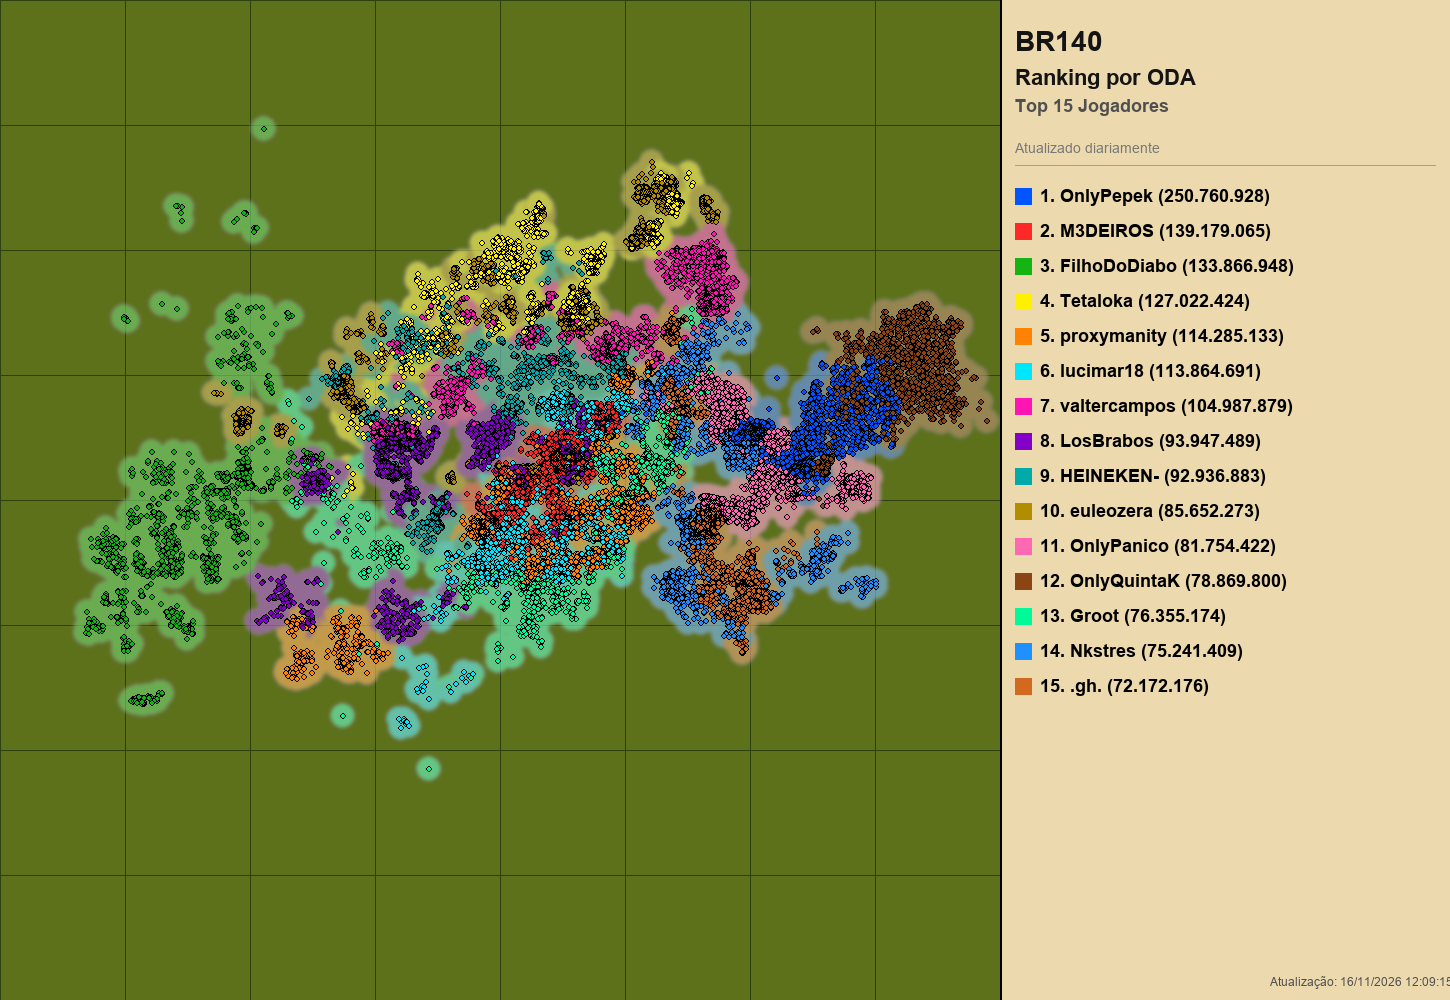 BR140
Ranking por ODA
Top 15 Jogadores
Atualizado diariamente
1. OnlyPepek (250.760.928)
2. M3DEIROS (139.179.065)
3. FilhoDoDiabo (133.866.948)
4. Tetaloka (127.022.424)
5. proxymanity (114.285.133)
6. lucimar18 (113.864.691)
7. valtercampos (104.987.879)
8. LosBrabos (93.947.489)
9. HEINEKEN- (92.936.883)
10. euleozera (85.652.273)
11. OnlyPanico (81.754.422)
12. OnlyQuintaK (78.869.800)
13. Groot (76.355.174)
14. Nkstres (75.241.409)
15. .gh. (72.172.176)
Atualização: 16/11/2026 12:09:15